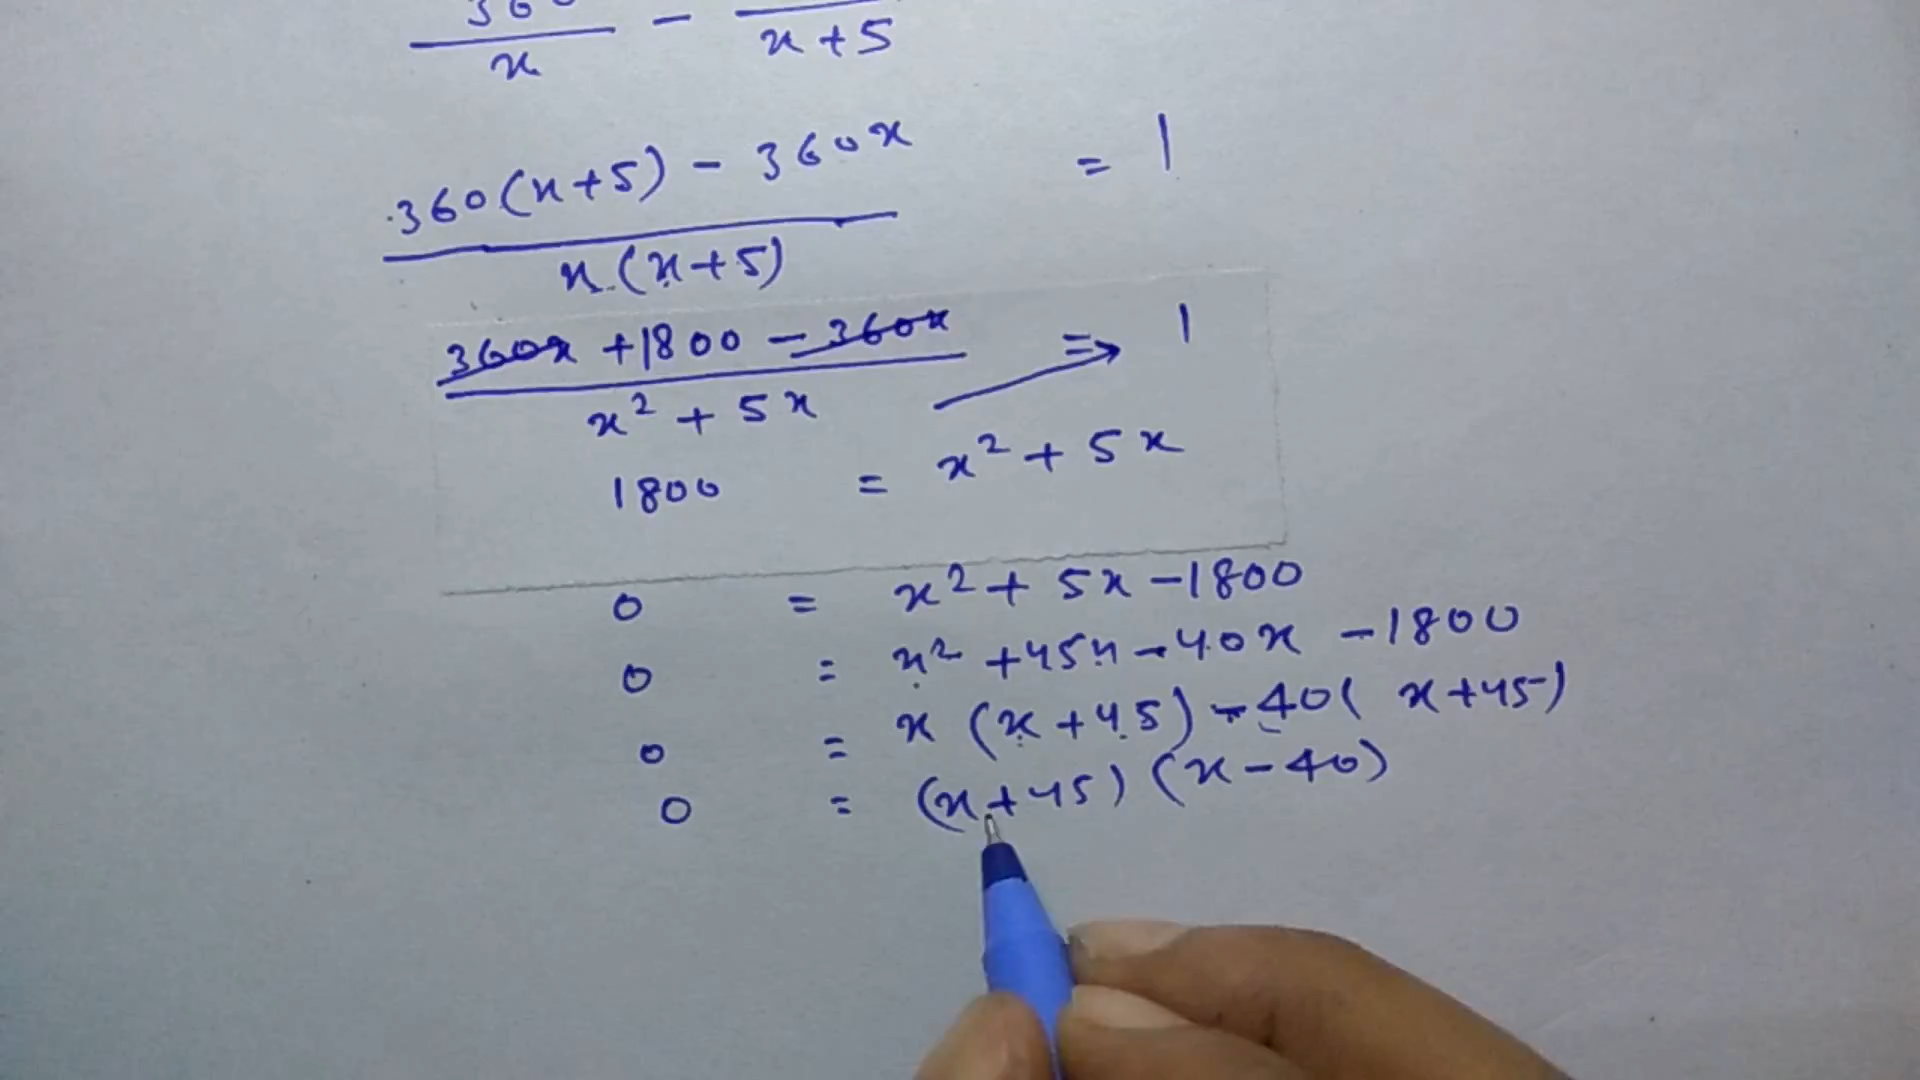 360/x - /x+5
360(x+5) - 360x / x(x+5) = 1
360x + 1800 - 360x / x² + 5x = 1
1800 = x² + 5x
0 = x² + 5x - 1800
0 = x² + 45x - 40x - 1800
0 = x (x + 45) - 40( x + 45)
0 = (x + 45) (x - 40)